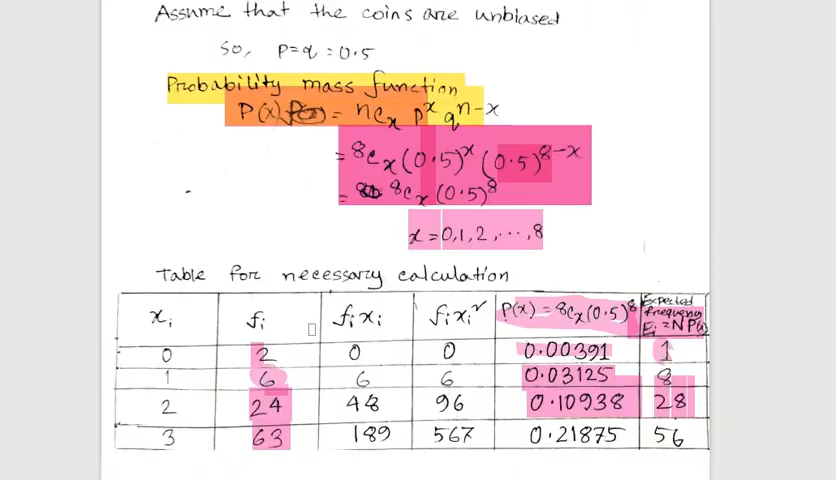 Assume that the coins are unbiased
So, P=q=0.5
Probability mass function
P(x) = nCx p^x q^n-x
= 8Cx (0.5)^x (0.5)^8-x
= 8Cx (0.5)^8
x = 0,1,2, ..., 8
Table for necessary calculation
xi fi fixi fixi² P(x) = 8Cx(0.5)^8 Expected frequency Ei = NP(x)
0 2 0 0 0.00391 1
1 6 6 6 0.03125 8
2 24 48 96 0.10938 28
3 63 189 567 0.21875 56